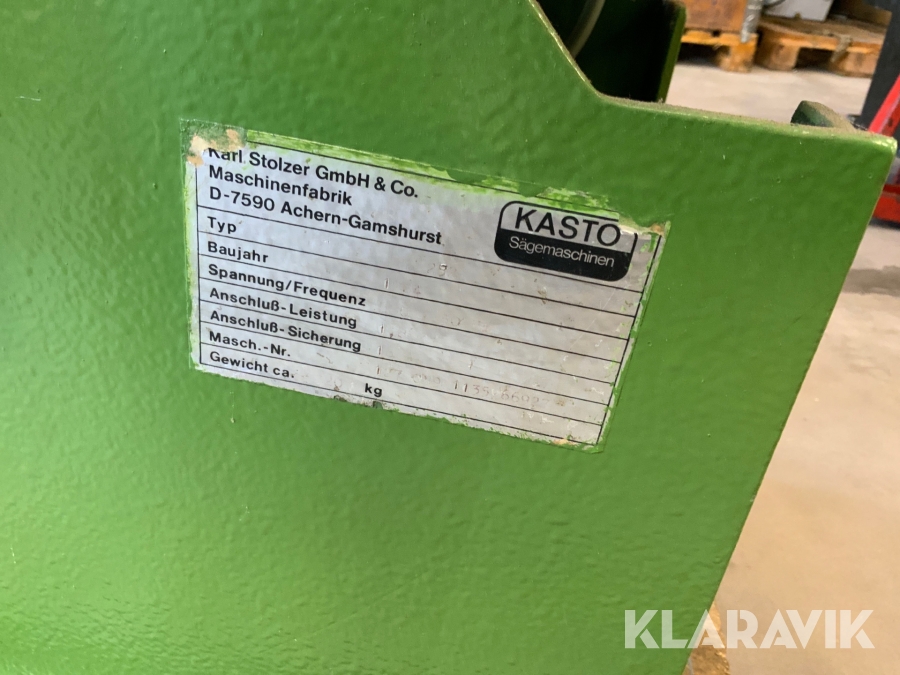 Karl Stolzer GmbH & Co.
Maschinenfabrik
D-7590 Achern-Gamshurst
KASTO
Sägemaschinen
Typ
Baujahr
Spannung/Frequenz
Anschluß-Leistung
Anschluß-Sicherung
Masch.-Nr.
Gewicht ca. kg
KLARAVIK